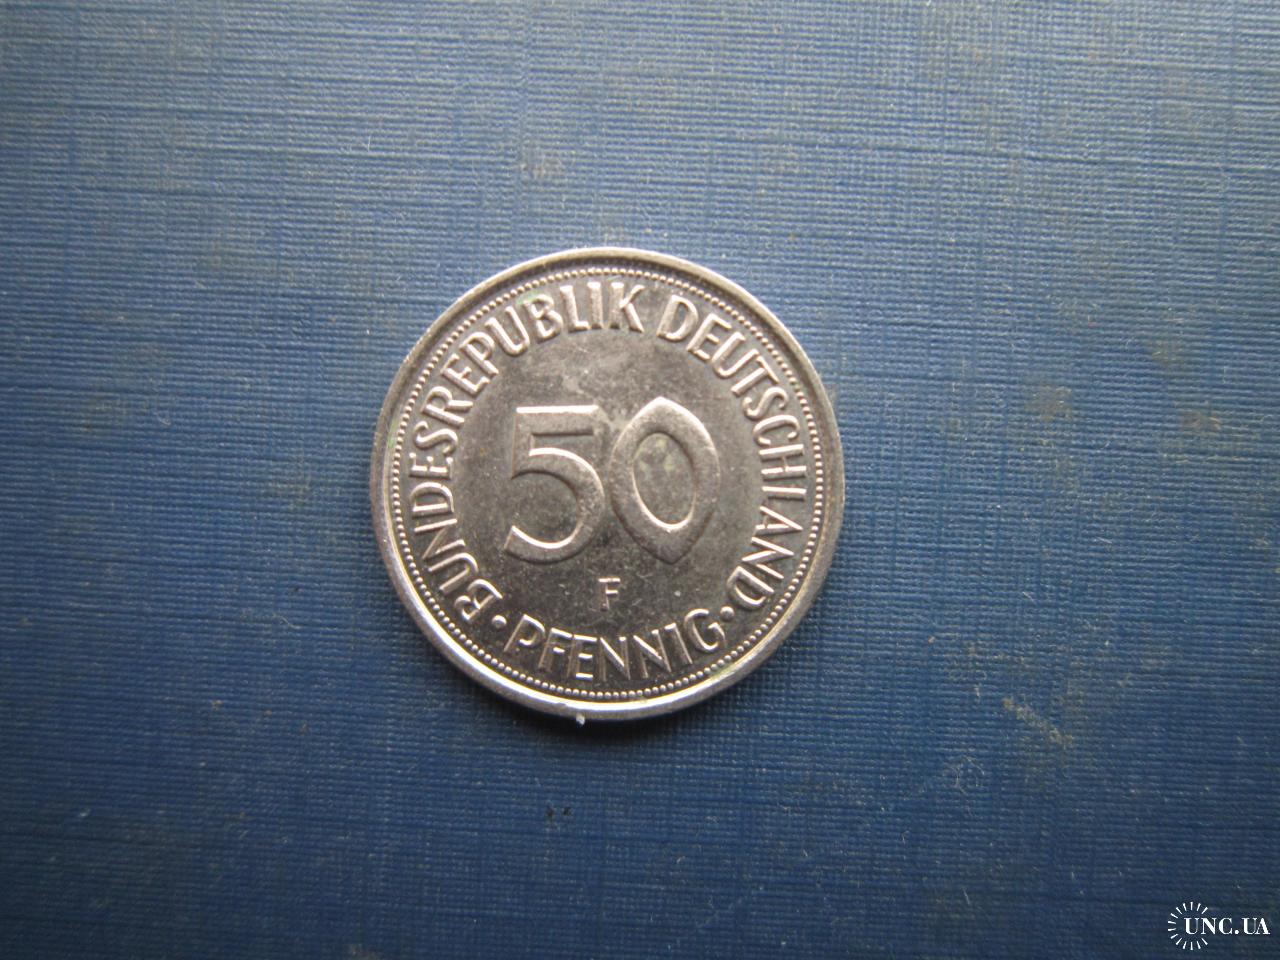 BUNDESREPUBLIK DEUTSCHLAND
50
F
• PFENNIG •
UNC.UA